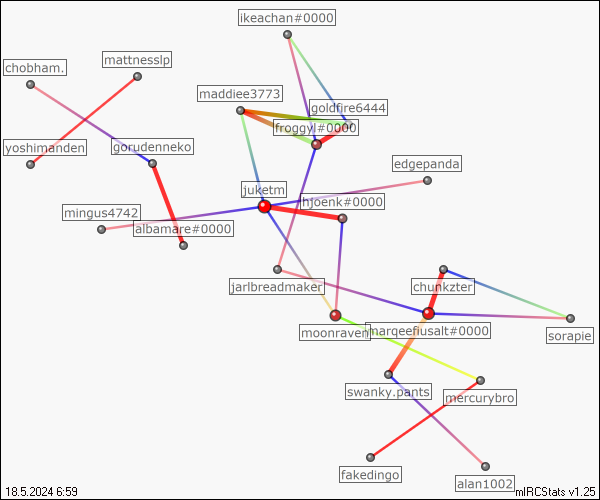 ikeachan#0000
mattnesslp
chobham.
maddiee3773
goldfire6444
froggyl#0000
yoshimanden
gorudenneko
edgepanda
juketm
hjoenk#0000
mingus4742
albamare#0000
jarlbreadmaker
chunkzter
moonraven
marqeefiusalt#0000
sorapie
swanky.pants
mercurybro
fakedingo
alan1002
18.5.2024 6:59
mIRCStats v1.25